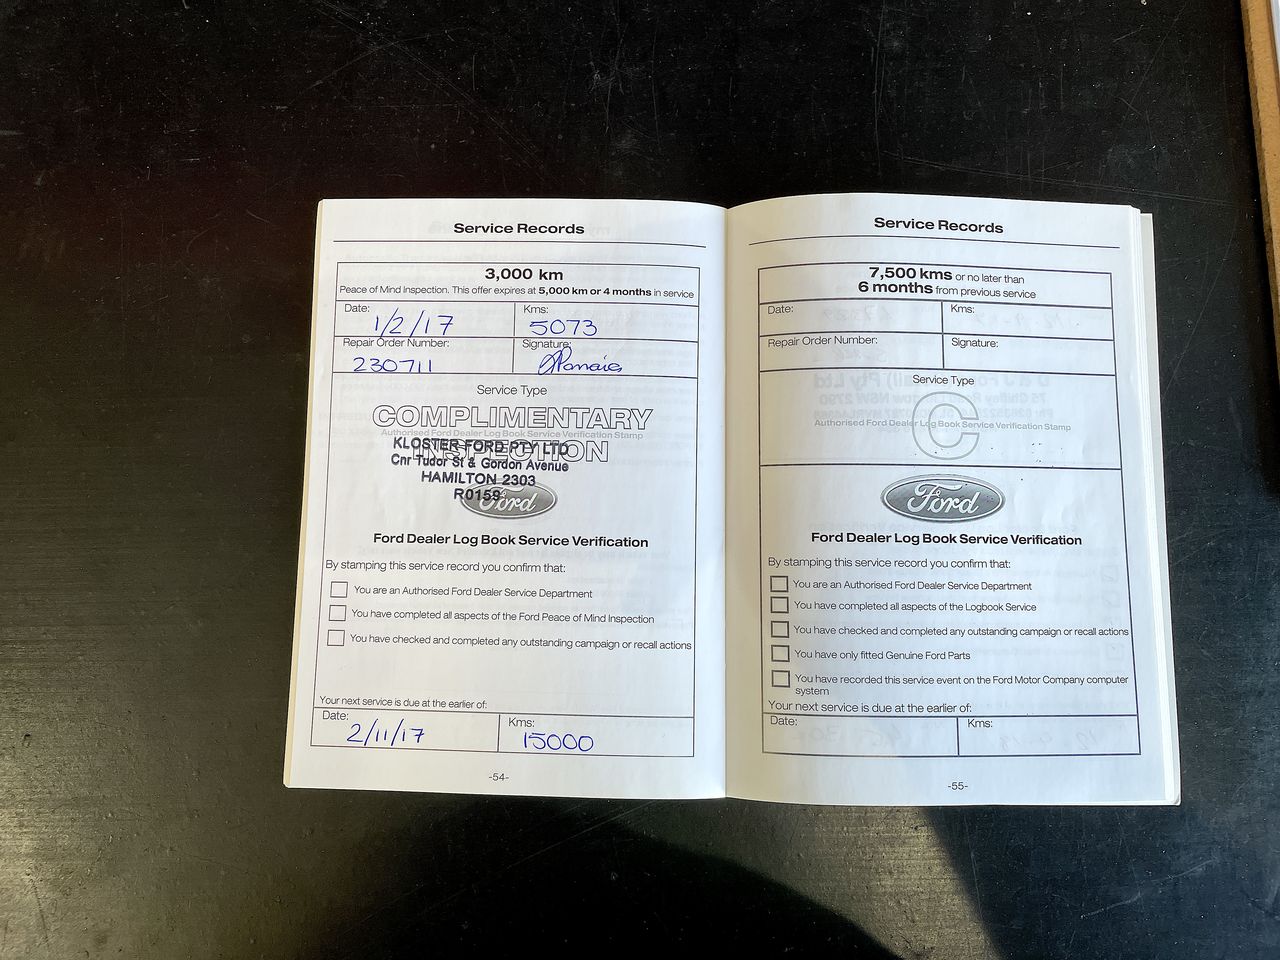 Service Records
3,000 km
Peace of Mind Inspection. This offer expires at 5,000 km or 4 months in service
Date:
1/2/17
Kms:
5073
Repair Order Number:
230711
Signature:
Service Type
COMPLIMENTARY
Authorised Ford Dealer Log Book Service Verification Stamp
INSPECTION
KLOSTER FORD PTY LTD
Cnr Tudor St & Gordon Avenue
HAMILTON 2303
R0159
Ford
Ford Dealer Log Book Service Verification
By stamping this service record you confirm that:
You are an Authorised Ford Dealer Service Department
You have completed all aspects of the Ford Peace of Mind Inspection
You have checked and completed any outstanding campaign or recall actions
Your next service is due at the earlier of:
Date:
2/11/17
Kms:
15000
-54-
Service Records
7,500 kms or no later than
6 months from previous service
Date:
Kms:
Repair Order Number:
Signature:
Service Type
C
Authorised Ford Dealer Log Book Service Verification Stamp
Ford
Ford Dealer Log Book Service Verification
By stamping this service record you confirm that:
You are an Authorised Ford Dealer Service Department
You have completed all aspects of the Logbook Service
You have checked and completed any outstanding campaign or recall actions
You have only fitted Genuine Ford Parts
You have recorded this service event on the Ford Motor Company computer
system
Your next service is due at the earlier of:
Date:
Kms:
-55-